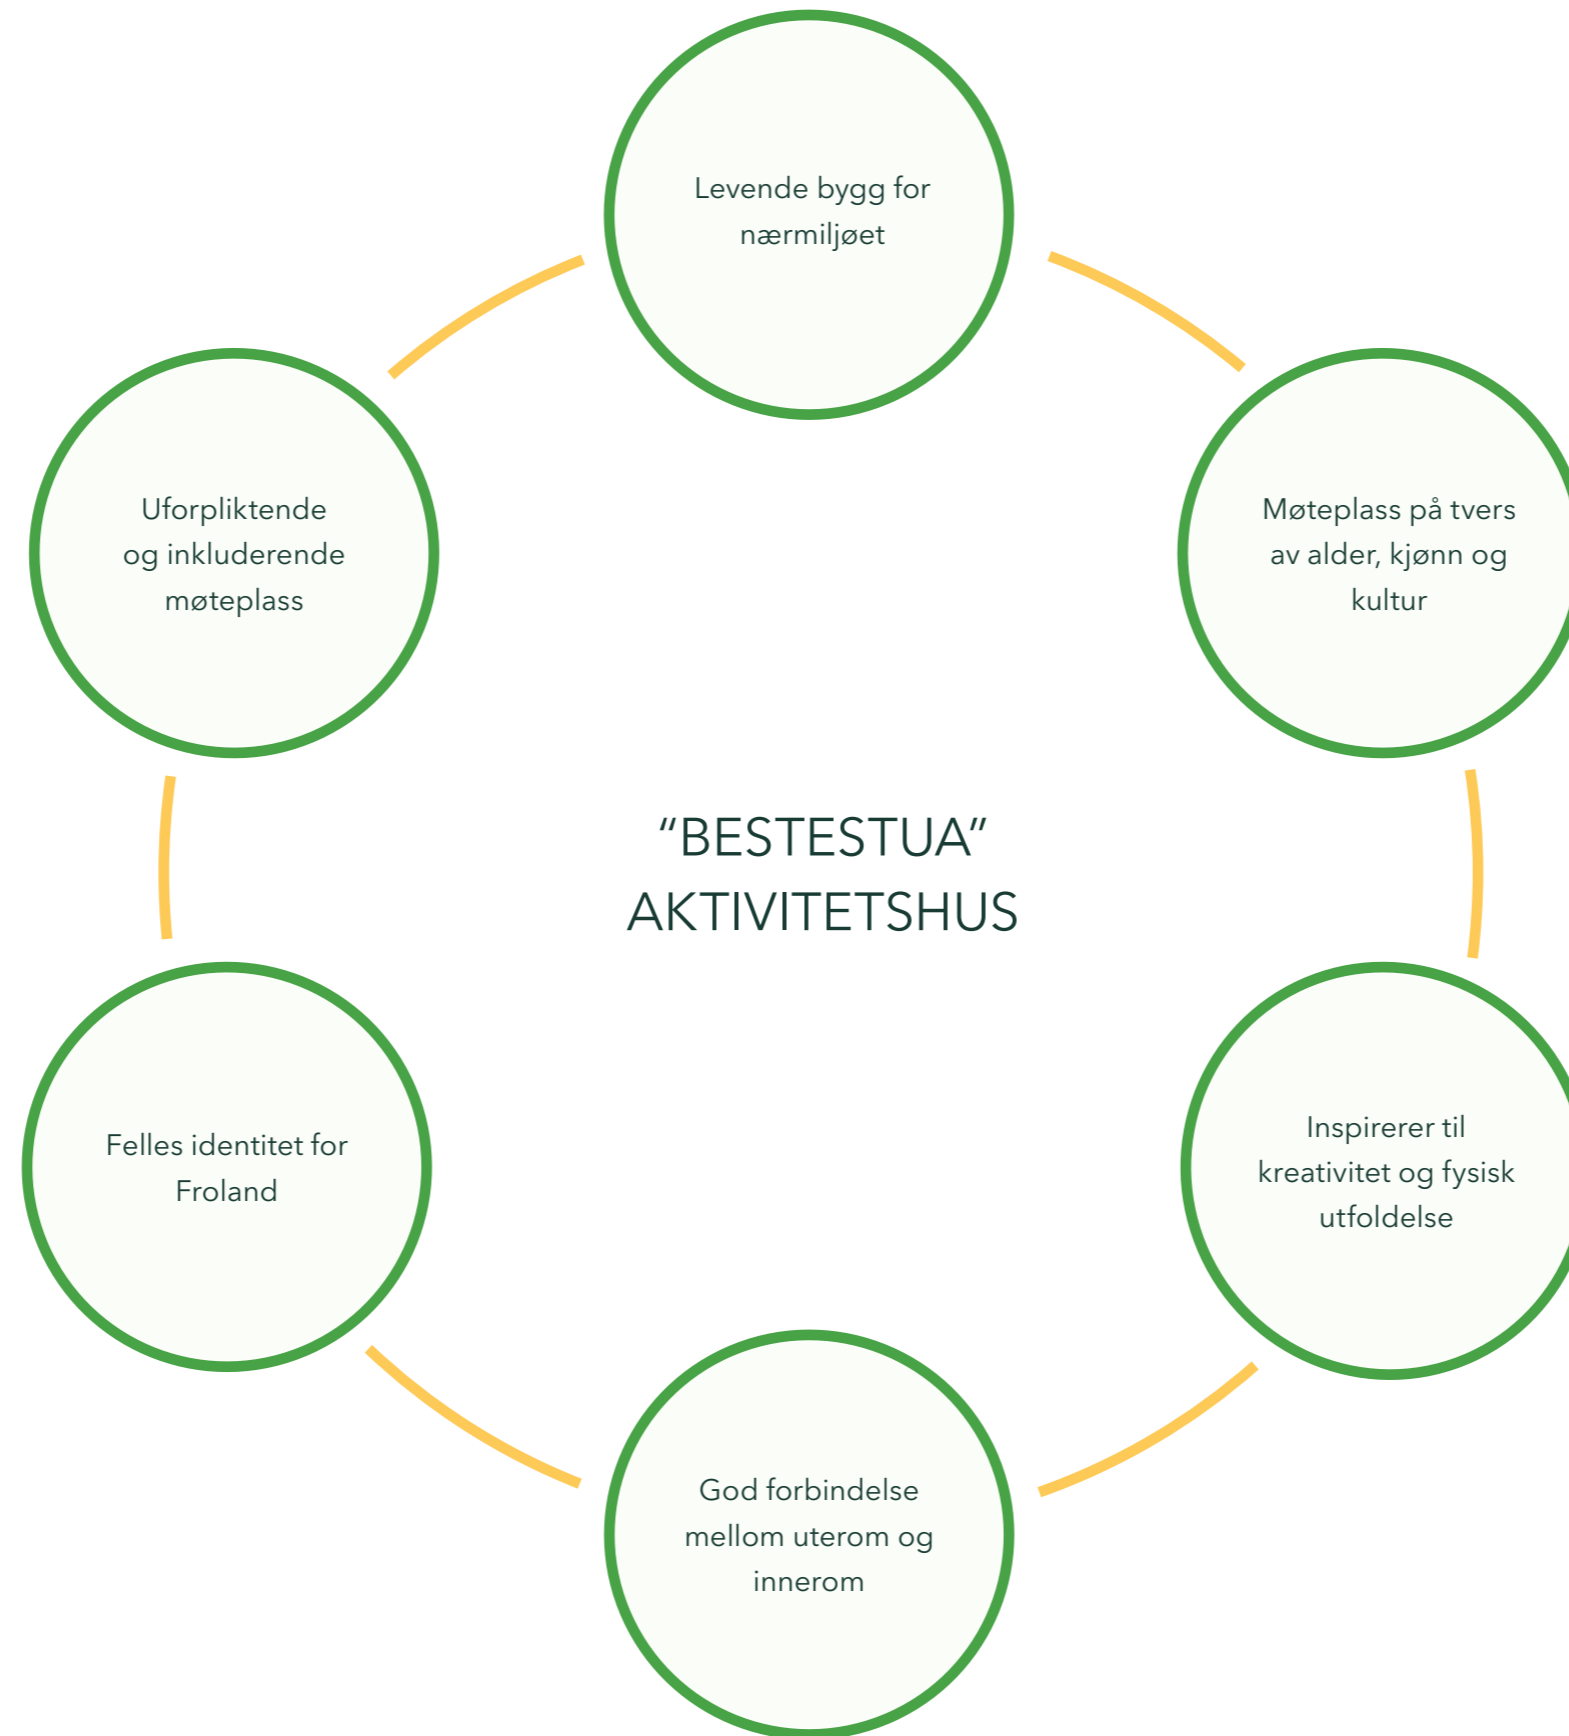 Levende bygg for
nærmiljøet
Uforpliktende
og inkluderende
møteplass
Møteplass på tvers
av alder, kjønn og
kultur
“BESTESTUA”
AKTIVITETSHUS
Felles identitet for
Froland
Inspirerer til
kreativitet og fysisk
utfoldelse
God forbindelse
mellom uterom og
innerom